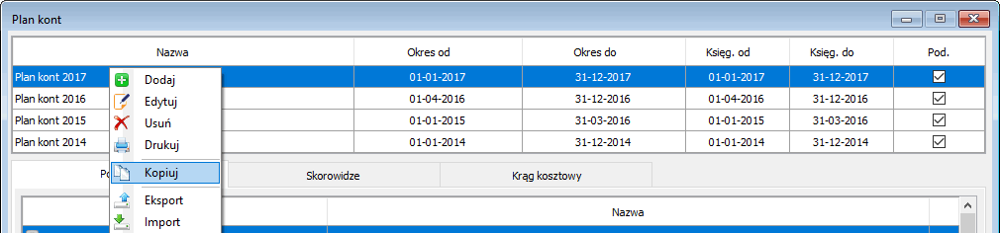 Plan kont
Nazwa Okres od Okres do Księg. od Księg. do Pod.
Plan kont 2017 01-01-2017 31-12-2017 01-01-2017 31-12-2017
Plan kont 2016 01-04-2016 31-12-2016 01-04-2016 31-12-2016
Plan kont 2015 01-01-2015 31-03-2016 01-01-2015 31-03-2016
Plan kont 2014 01-01-2014 31-12-2014 01-01-2014 31-12-2014
Dodaj
Edytuj
Usuń
Drukuj
Kopiuj
Eksport
Import
Skorowidze Krąg kosztowy
Nazwa